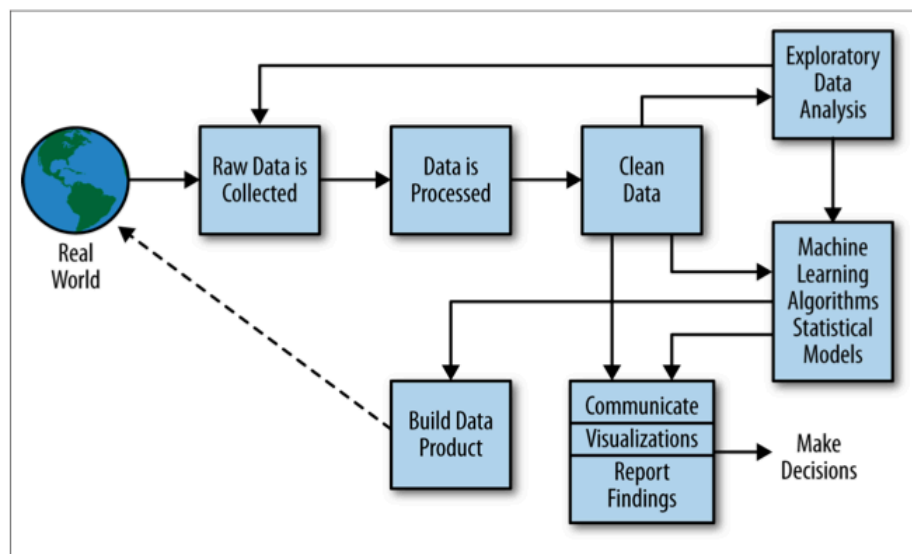 Real
World
Raw Data is
Collected
Data is
Processed
Clean
Data
Exploratory
Data
Analysis
Machine
Learning
Algorithms
Statistical
Models
Build Data
Product
Communicate
Visualizations
Report
Findings
Make
Decisions